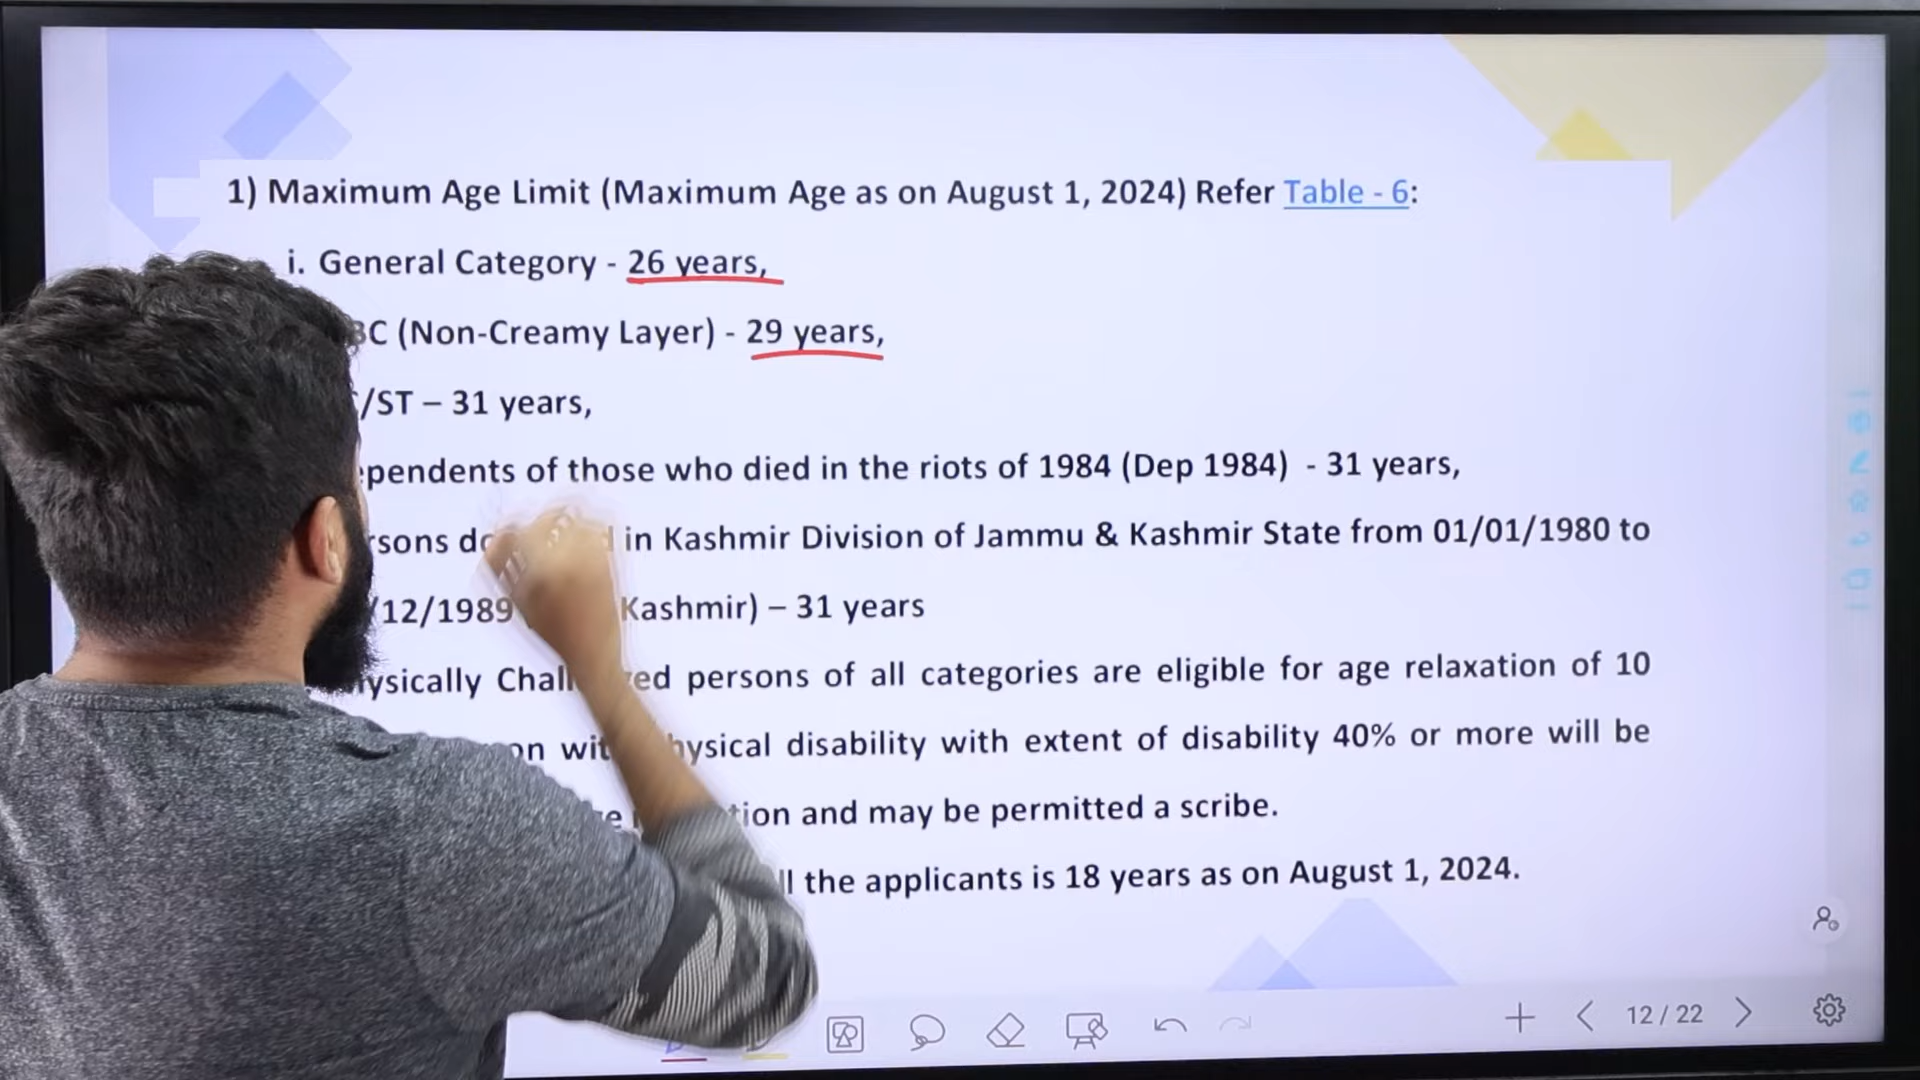 1) Maximum Age Limit (Maximum Age as on August 1, 2024) Refer Table - 6:
i. General Category - 26 years,
BC (Non-Creamy Layer) - 29 years,
/ST – 31 years,
pendents of those who died in the riots of 1984 (Dep 1984) - 31 years,
rsons do in Kashmir Division of Jammu & Kashmir State from 01/01/1980 to
/12/1989 Kashmir) – 31 years
ysically Chall ed persons of all categories are eligible for age relaxation of 10
on wit hysical disability with extent of disability 40% or more will be
tion and may be permitted a scribe.
ll the applicants is 18 years as on August 1, 2024.
12 / 22